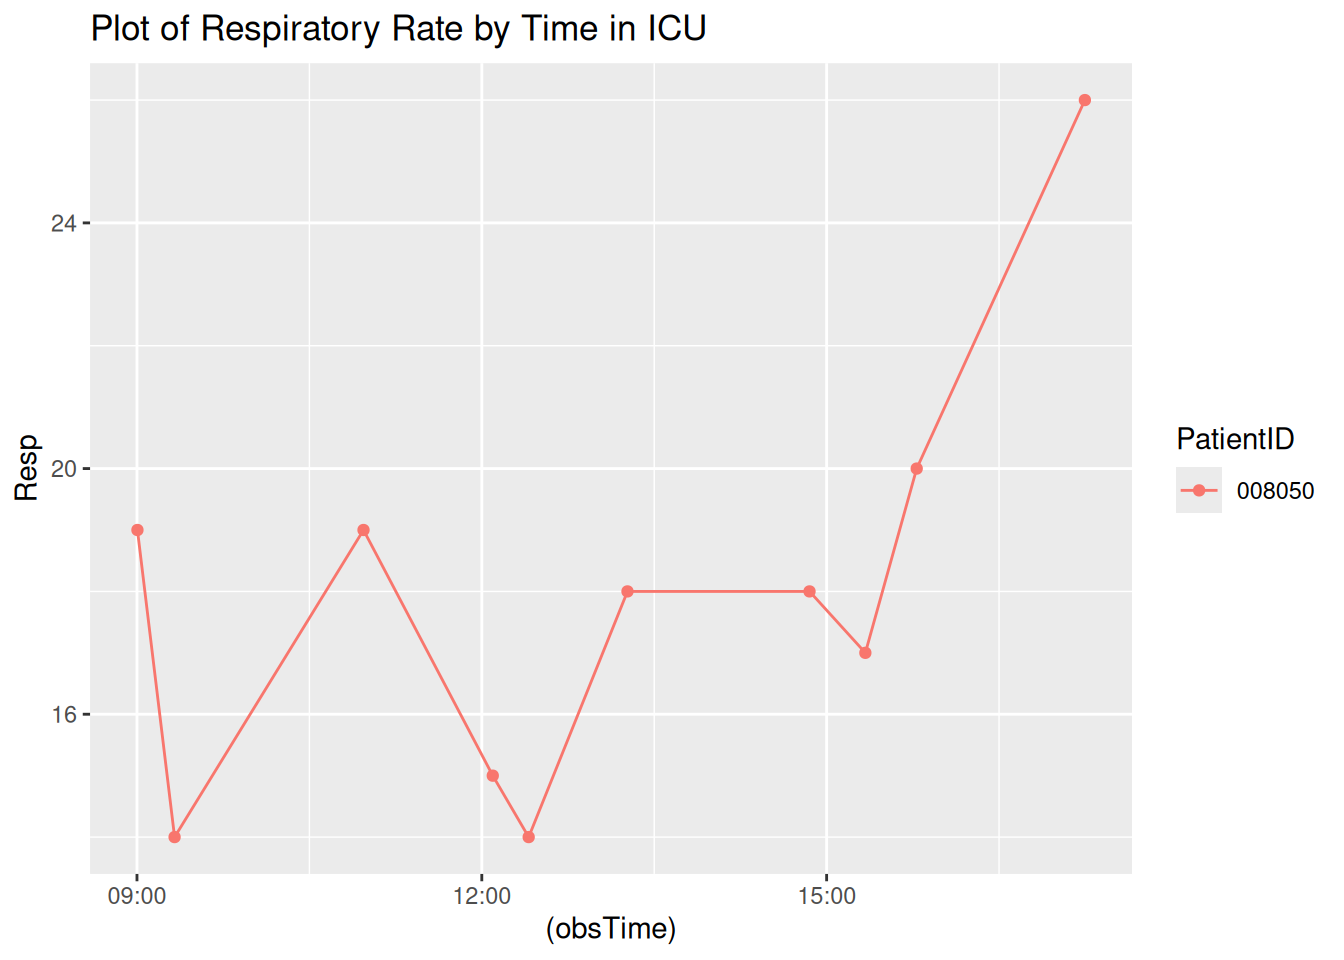 Plot of Respiratory Rate by Time in ICU
24
20
16
Resp
09:00 12:00 15:00
(obsTime)
PatientID
008050